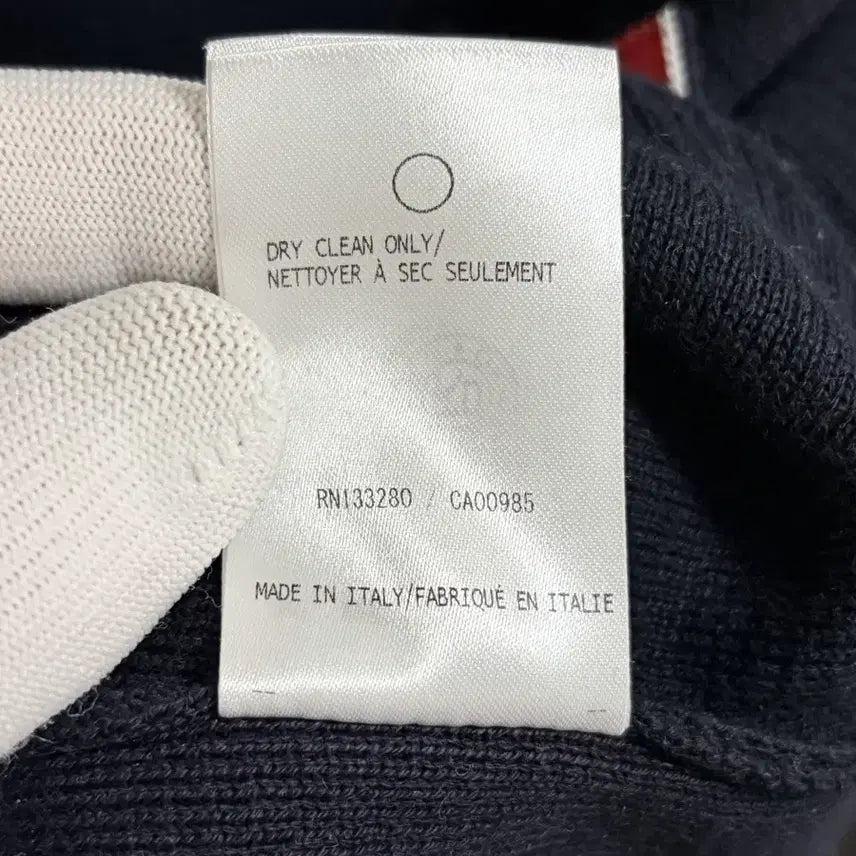 DRY CLEAN ONLY/
NETTOYER À SEC SEULEMENT
RN133280 / CA00985
MADE IN ITALY/FABRIQUÉ EN ITALIE